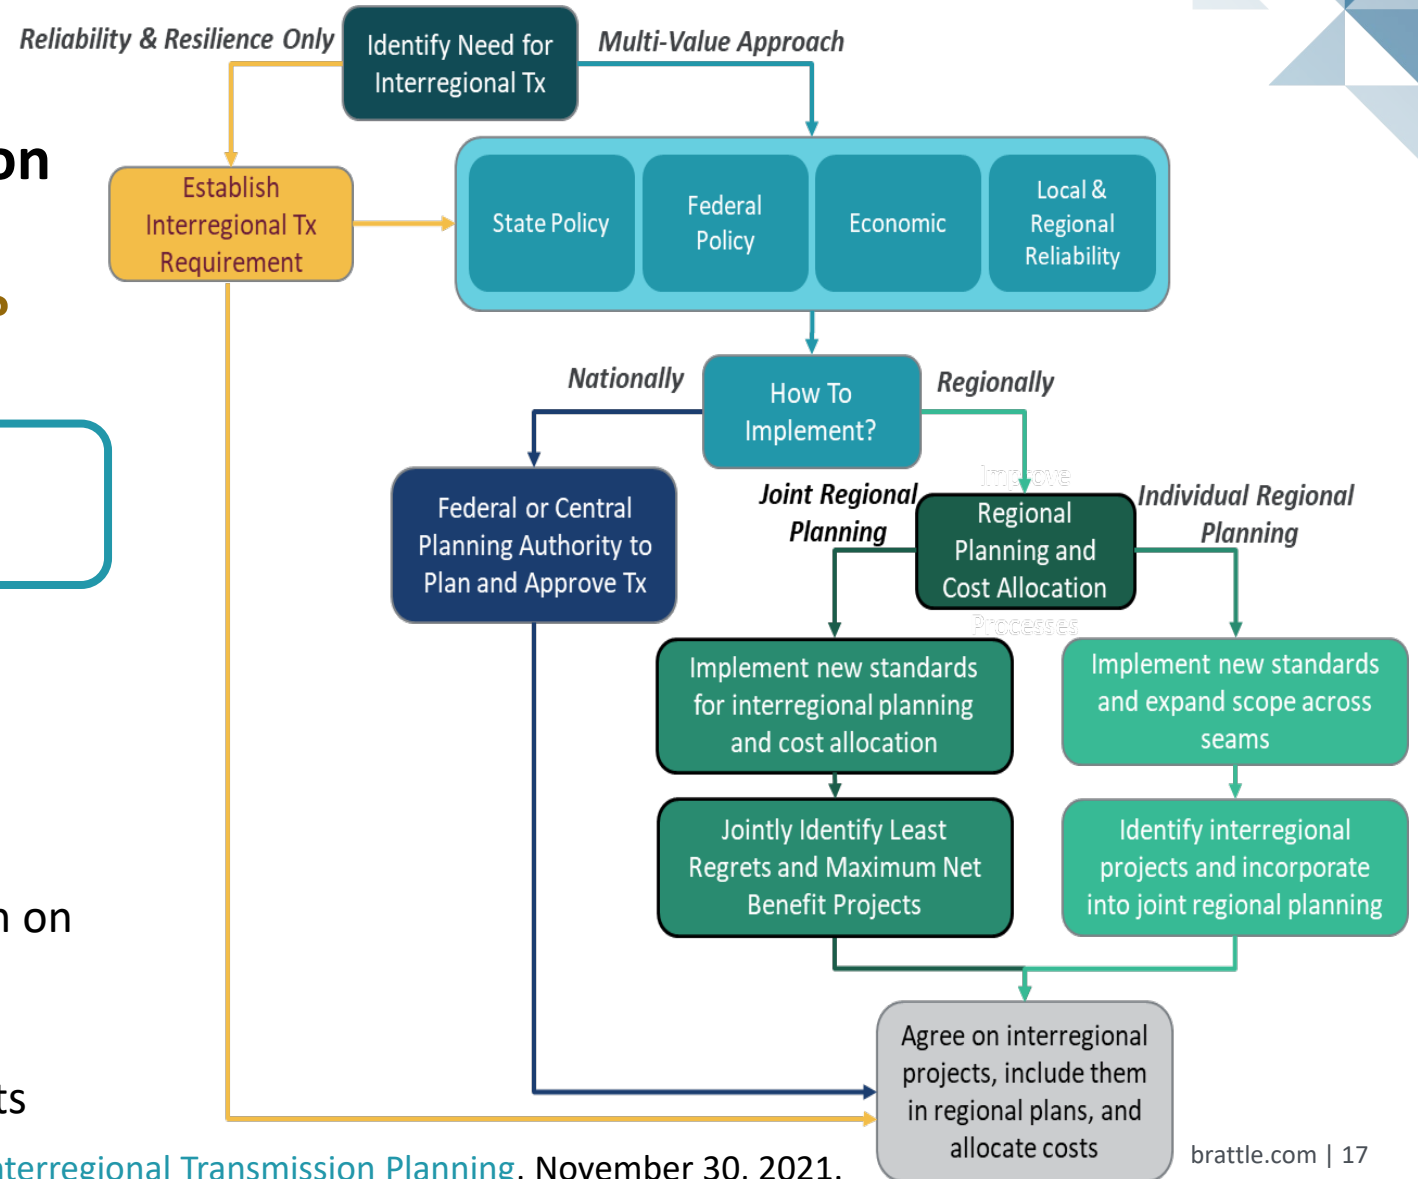 Reliability & Resilience Only
Identify Need for
Interregional Tx
Multi-Value Approach
on
Establish
Interregional Tx
Requirement
State Policy
Federal
Policy
Economic
Local &
Regional
Reliability
?
Nationally
How To
Implement?
Regionally
Federal or Central
Planning Authority to
Plan and Approve Tx
Joint Regional
Planning
Improve
Regional
Planning and
Cost Allocation
Processes
Individual Regional
Planning
Implement new standards
for interregional planning
and cost allocation
Implement new standards
and expand scope across
seams
Jointly Identify Least
Regrets and Maximum Net
Benefit Projects
Identify interregional
projects and incorporate
into joint regional planning
n on
Agree on interregional
projects, include them
in regional plans, and
allocate costs
ts
nterregional Transmission Planning, November 30, 2021.
brattle.com | 17